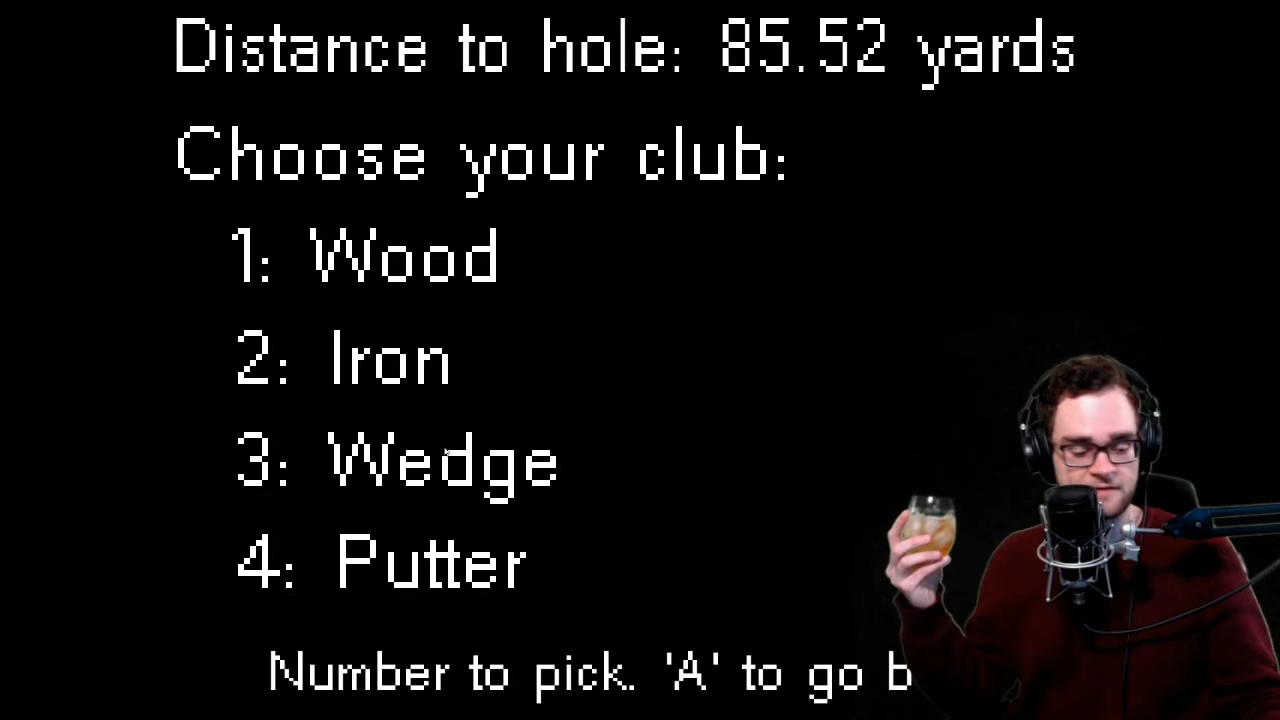 Distance to hole: 85.52 yards
Choose your club:
1: Wood
2: Iron
3: Wedge
4: Putter
Number to pick. 'A' to go b